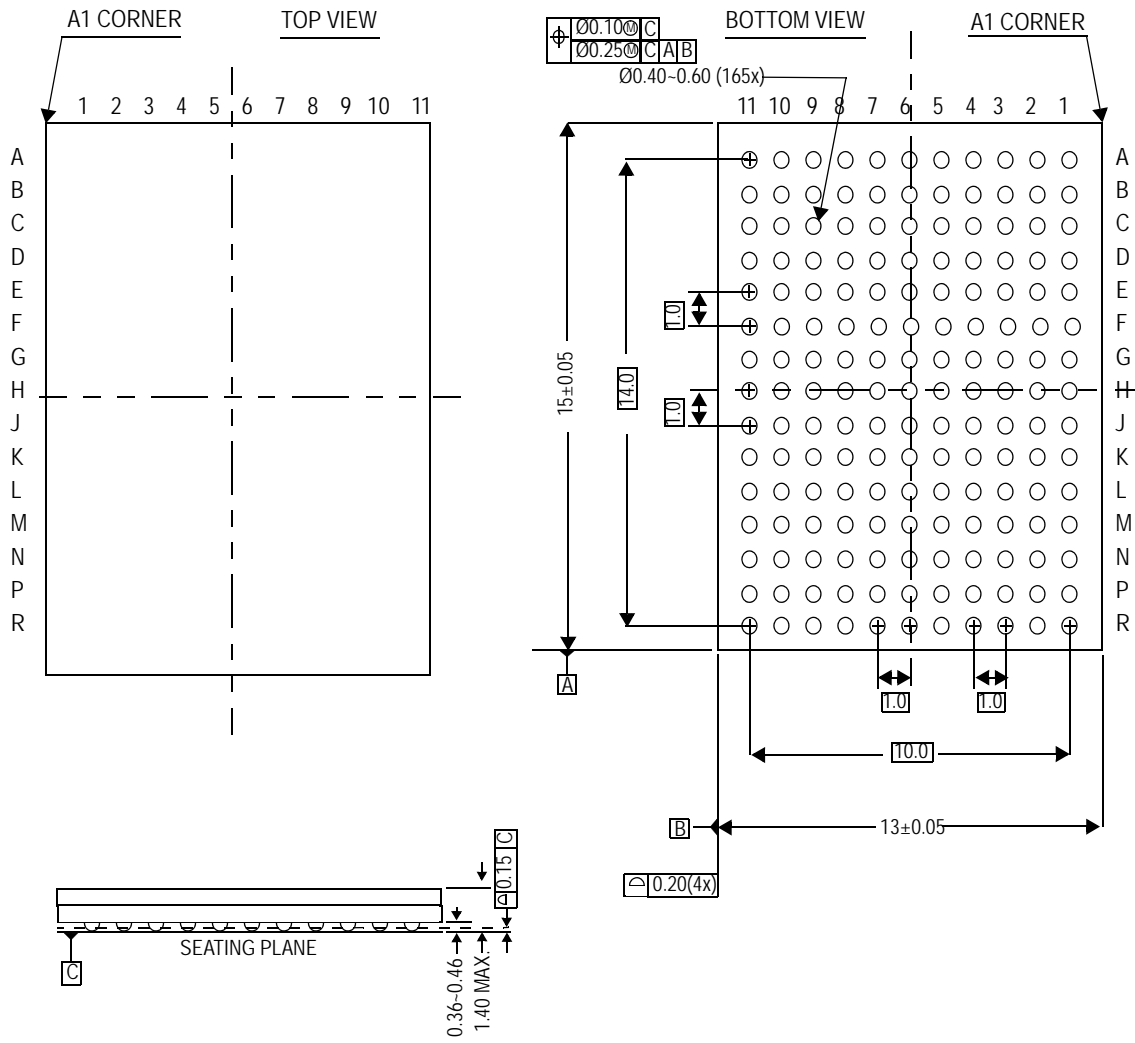 A1 CORNER
TOP VIEW
1 2 3 4 5 6 7 8 9 10 11
A
B
C
D
E
F
G
H
J
K
L
M
N
P
R
Ø0.10Ⓜ C
Ø0.25Ⓜ C A B
Ø0.40~0.60 (165x)
BOTTOM VIEW
A1 CORNER
11 10 9 8 7 6 5 4 3 2 1
A
B
C
D
E
F
G
H
J
K
L
M
N
P
R
15±0.05
14.0
1.0
1.0
A
1.0
1.0
10.0
B
13±0.05
0.20(4x)
0.15 C
SEATING PLANE
C
0.36~0.46
1.40 MAX.